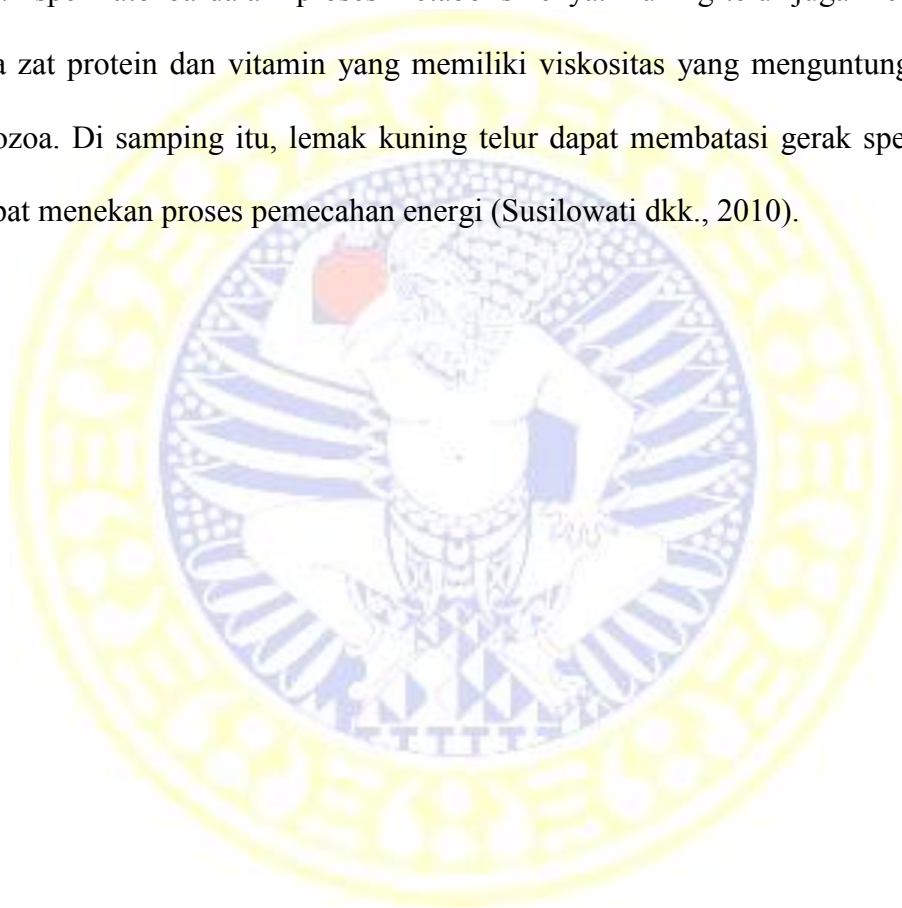 a zat protein dan vitamin yang memiliki viskositas yang menguntung
ozoa. Di samping itu, lemak kuning telur dapat membatasi gerak spe
pat menekan proses pemecahan energi (Susilowati dkk., 2010).